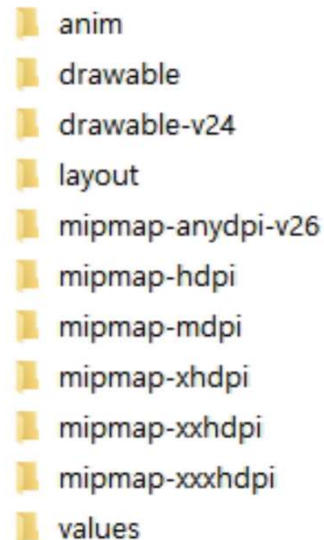 anim
drawable
drawable-v24
layout
mipmap-anydpi-v26
mipmap-hdpi
mipmap-mdpi
mipmap-xhdpi
mipmap-xxhdpi
mipmap-xxxhdpi
values